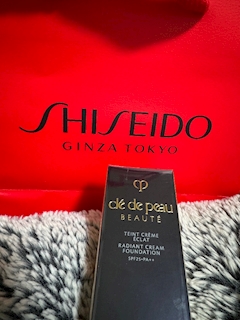 SHISEIDO
GINZA TOKYO
clé de peau
BEAUTÉ
TEINT CRÈME
ÉCLAT
RADIANT CREAM
FOUNDATION
SPF25・PA++